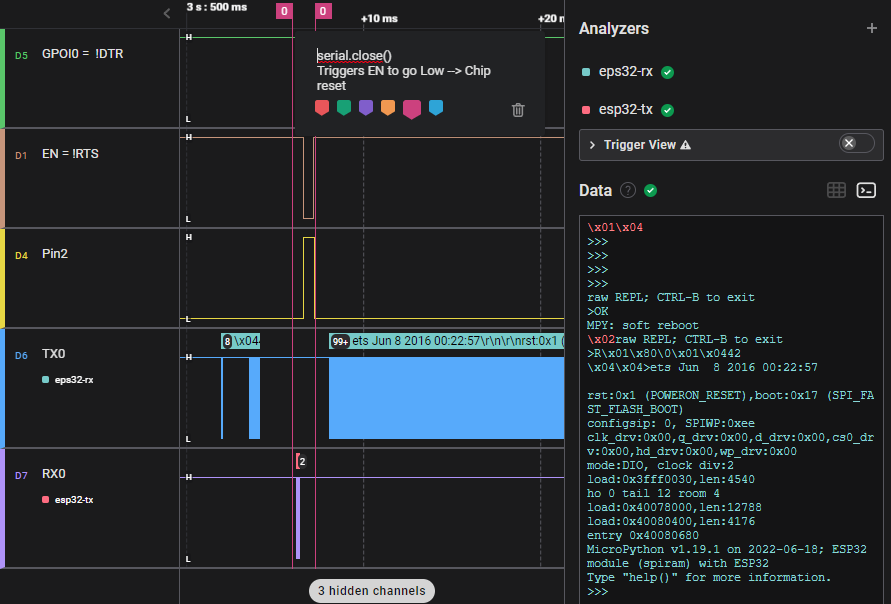 3 s : 500 ms
0
0
+10 ms
+20 m
D5 GPOI0 = !DTR
H
L
serial.close()
Triggers EN to go Low --> Chip
reset
D1 EN = !RTS
H
L
D4 Pin2
H
L
D6 TX0
eps32-rx
8 \x04
99+ ets Jun 8 2016 00:22:57\r\n\r\nrst:0x1 (
H
L
D7 RX0
esp32-tx
2
H
L
3 hidden channels
Analyzers
eps32-rx
esp32-tx
Trigger View
Data ?
\x01\x04
>>>
>>>
>>>
>>>
raw REPL; CTRL-B to exit
>OK
MPY: soft reboot
\x02raw REPL; CTRL-B to exit
>R\x01\x80\0\x01\x0442
\x04\x04>ets Jun  8 2016 00:22:57
rst:0x1 (POWERON_RESET),boot:0x17 (SPI_FA
ST_FLASH_BOOT)
configsip: 0, SPIWP:0xee
clk_drv:0x00,q_drv:0x00,d_drv:0x00,cs0_dr
v:0x00,hd_drv:0x00,wp_drv:0x00
mode:DIO, clock div:2
load:0x3fff0030,len:4540
ho 0 tail 12 room 4
load:0x40078000,len:12788
load:0x40080400,len:4176
entry 0x40080680
MicroPython v1.19.1 on 2022-06-18; ESP32
module (spiram) with ESP32
Type "help()" for more information.
>>>